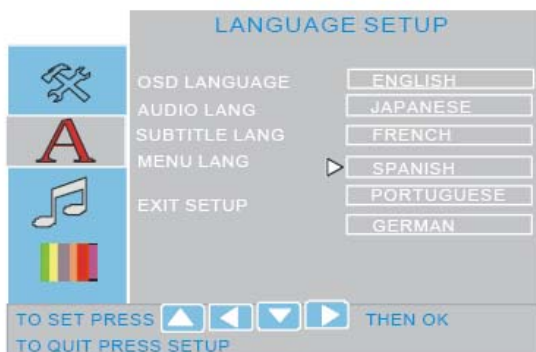 LANGUAGE SETUP
OSD LANGUAGE
AUDIO LANG
SUBTITLE LANG
MENU LANG
EXIT SETUP
ENGLISH
JAPANESE
FRENCH
SPANISH
PORTUGUESE
GERMAN
A
TO SET PRESS THEN OK
TO QUIT PRESS SETUP